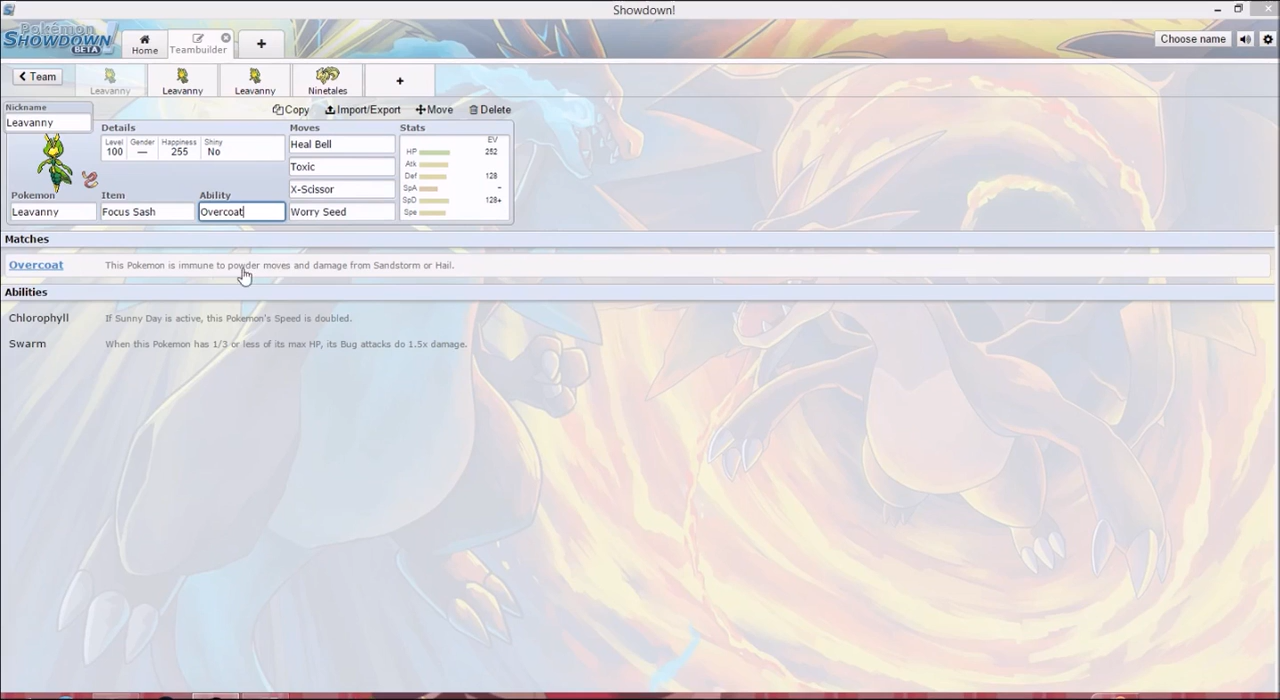 Showdown!
Pokémon
SHOWDOWN
BETA
Home
Teambuilder
+
Choose name
< Team
Leavanny
Leavanny
Leavanny
Ninetales
+
Nickname
Leavanny
Copy
Import/Export
Move
Delete
Details
Level
100
Gender
—
Happiness
255
Shiny
No
Pokemon
Leavanny
Item
Focus Sash
Ability
Overcoat
Moves
Heal Bell
Toxic
X-Scissor
Worry Seed
Stats
EV
HP 252
Atk
Def 128
SpA -
SpD 128+
Spe
Matches
Overcoat This Pokemon is immune to powder moves and damage from Sandstorm or Hail.
Abilities
Chlorophyll If Sunny Day is active, this Pokemon's Speed is doubled.
Swarm When this Pokemon has 1/3 or less of its max HP, its Bug attacks do 1.5x damage.